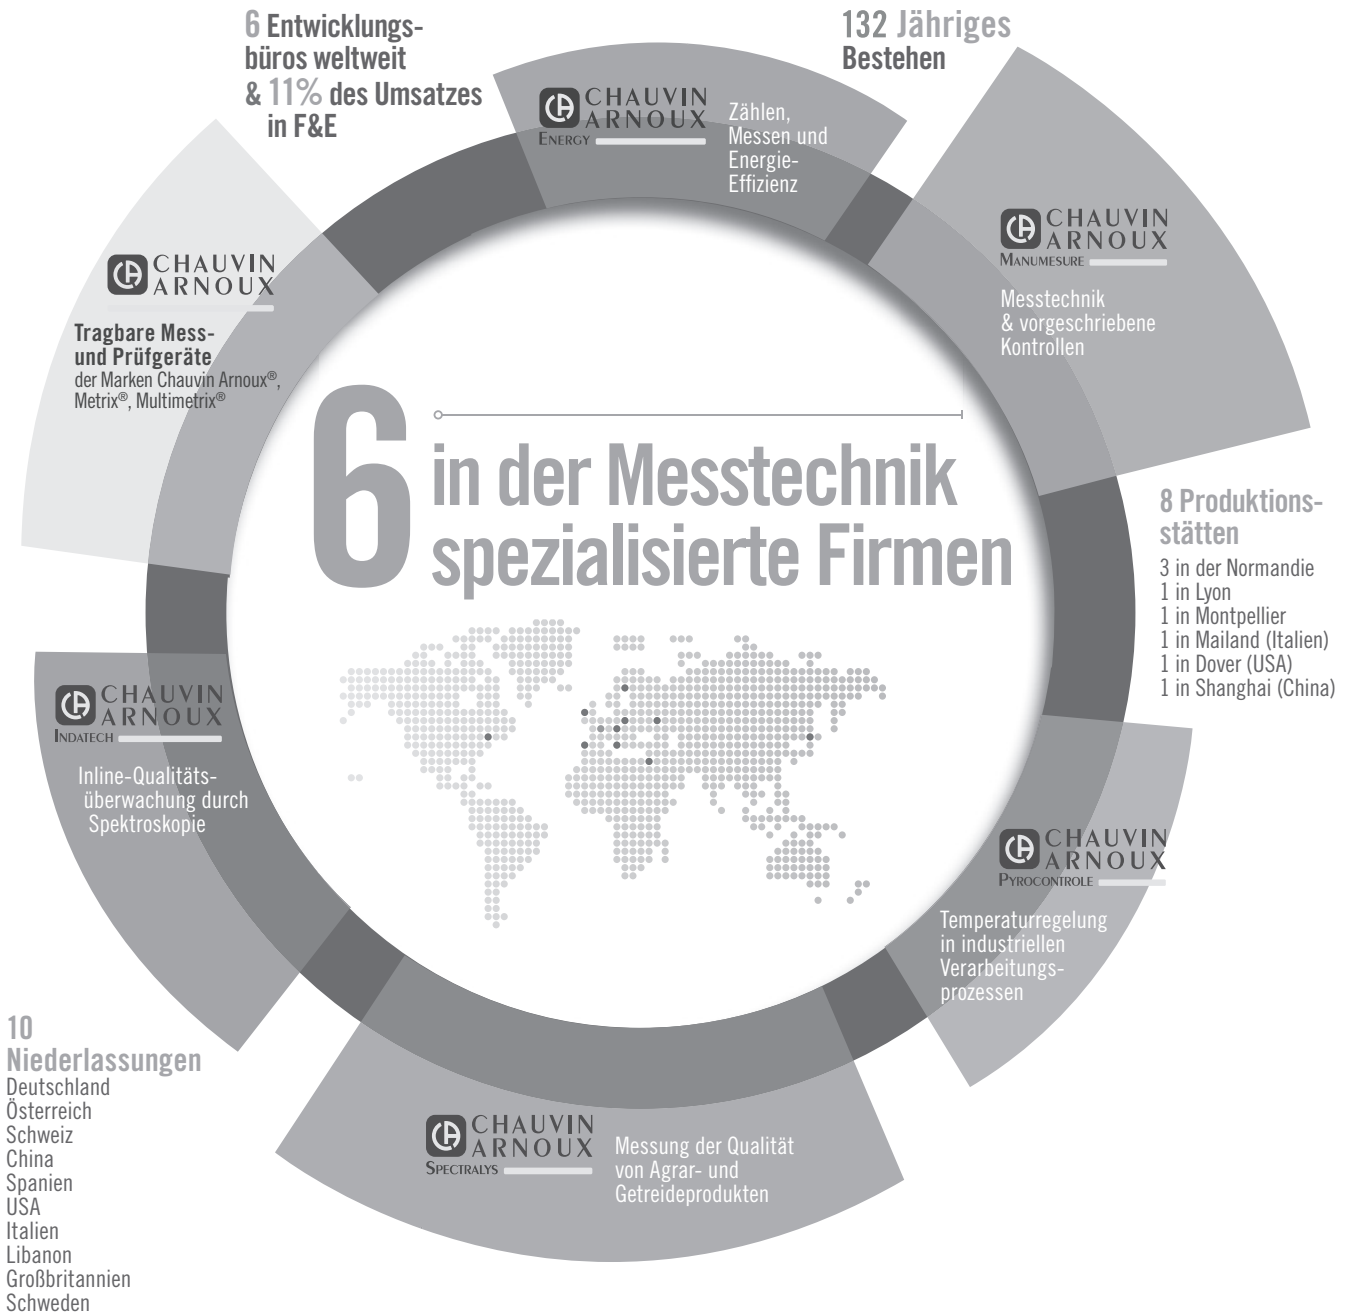 6 Entwicklungs-
büros weltweit
& 11% des Umsatzes
in F&E
132 Jähriges
Bestehen
CHAUVIN
ARNOUX
ENERGY
Zählen,
Messen und
Energie-
Effizienz
CHAUVIN
ARNOUX
MANUMESURE
Messtechnik
& vorgeschriebene
Kontrollen
CHAUVIN
ARNOUX
Tragbare Mess-
und Prüfgeräte
der Marken Chauvin Arnoux®,
Metrix®, Multimetrix®
6 in der Messtechnik
spezialisierte Firmen
8 Produktions-
stätten
3 in der Normandie
1 in Lyon
1 in Montpellier
1 in Mailand (Italien)
1 in Dover (USA)
1 in Shanghai (China)
CHAUVIN
ARNOUX
INDATECH
Inline-Qualitäts-
überwachung durch
Spektroskopie
CHAUVIN
ARNOUX
PYROCONTROLE
Temperaturregelung
in industriellen
Verarbeitungs-
prozessen
10
Niederlassungen
Deutschland
Österreich
Schweiz
China
Spanien
USA
Italien
Libanon
Großbritannien
Schweden
CHAUVIN
ARNOUX
SPECTRALYS
Messung der Qualität
von Agrar- und
Getreideprodukten